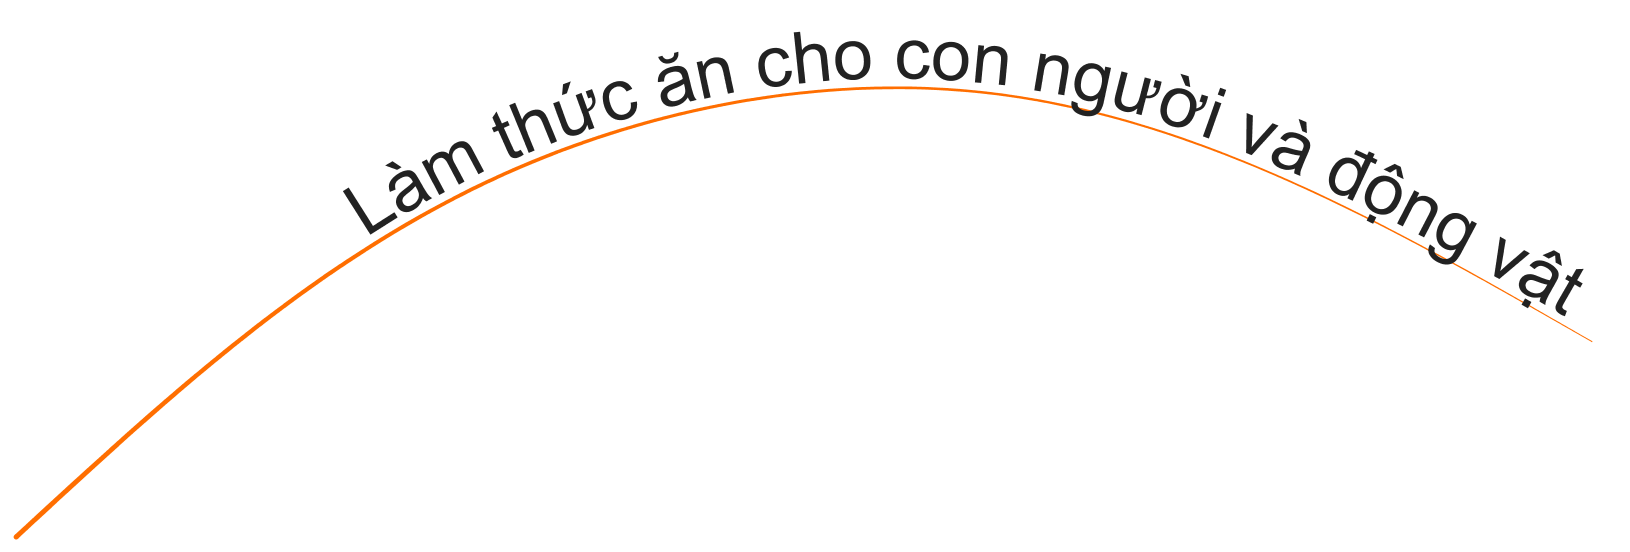 Làm thức ăn cho con người và động vật